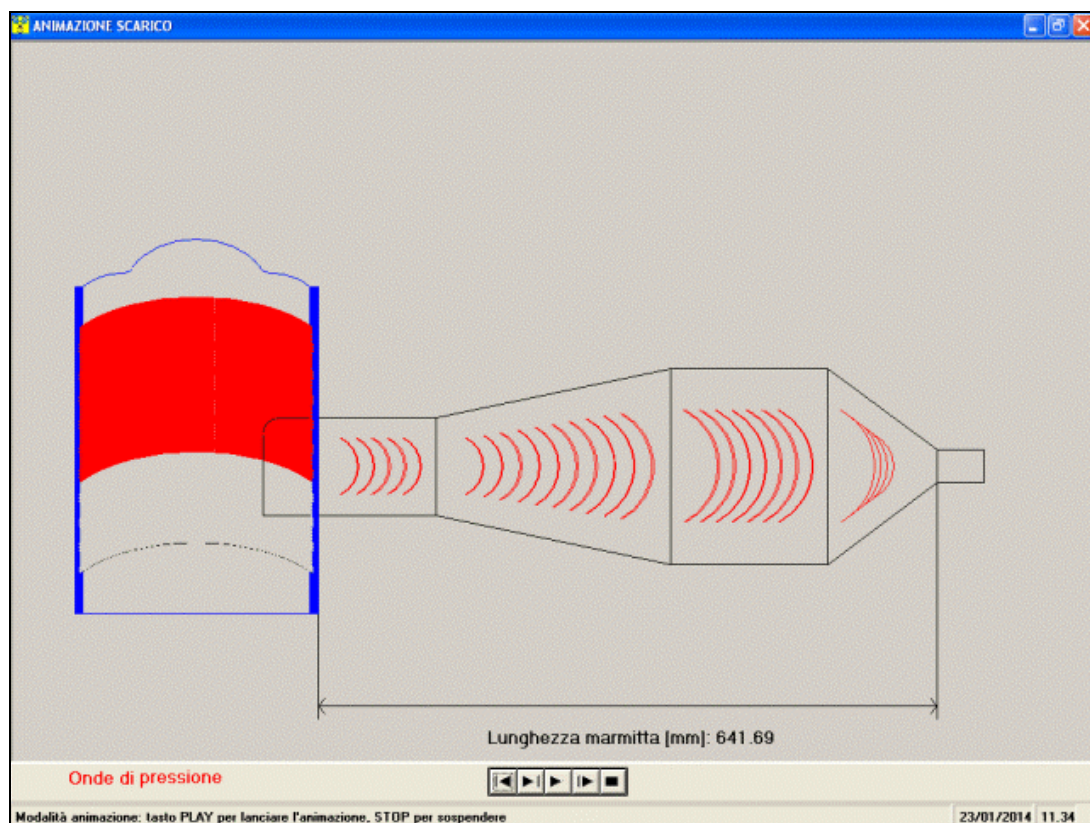 ANIMAZIONE SCARICO
Lunghezza marmitta [mm]: 641.69
Onde di pressione
Modalità animazione: tasto PLAY per lanciare l'animazione, STOP per sospendere
23/01/2014 11.34